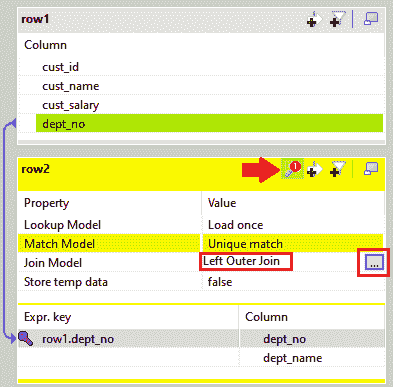 row1
Column
cust_id
cust_name
cust_salary
dept_no
row2
1
Property Value
Lookup Model Load once
Match Model Unique match
Join Model Left Outer Join ...
Store temp data false
Expr. key Column
row1.dept_no dept_no
dept_name